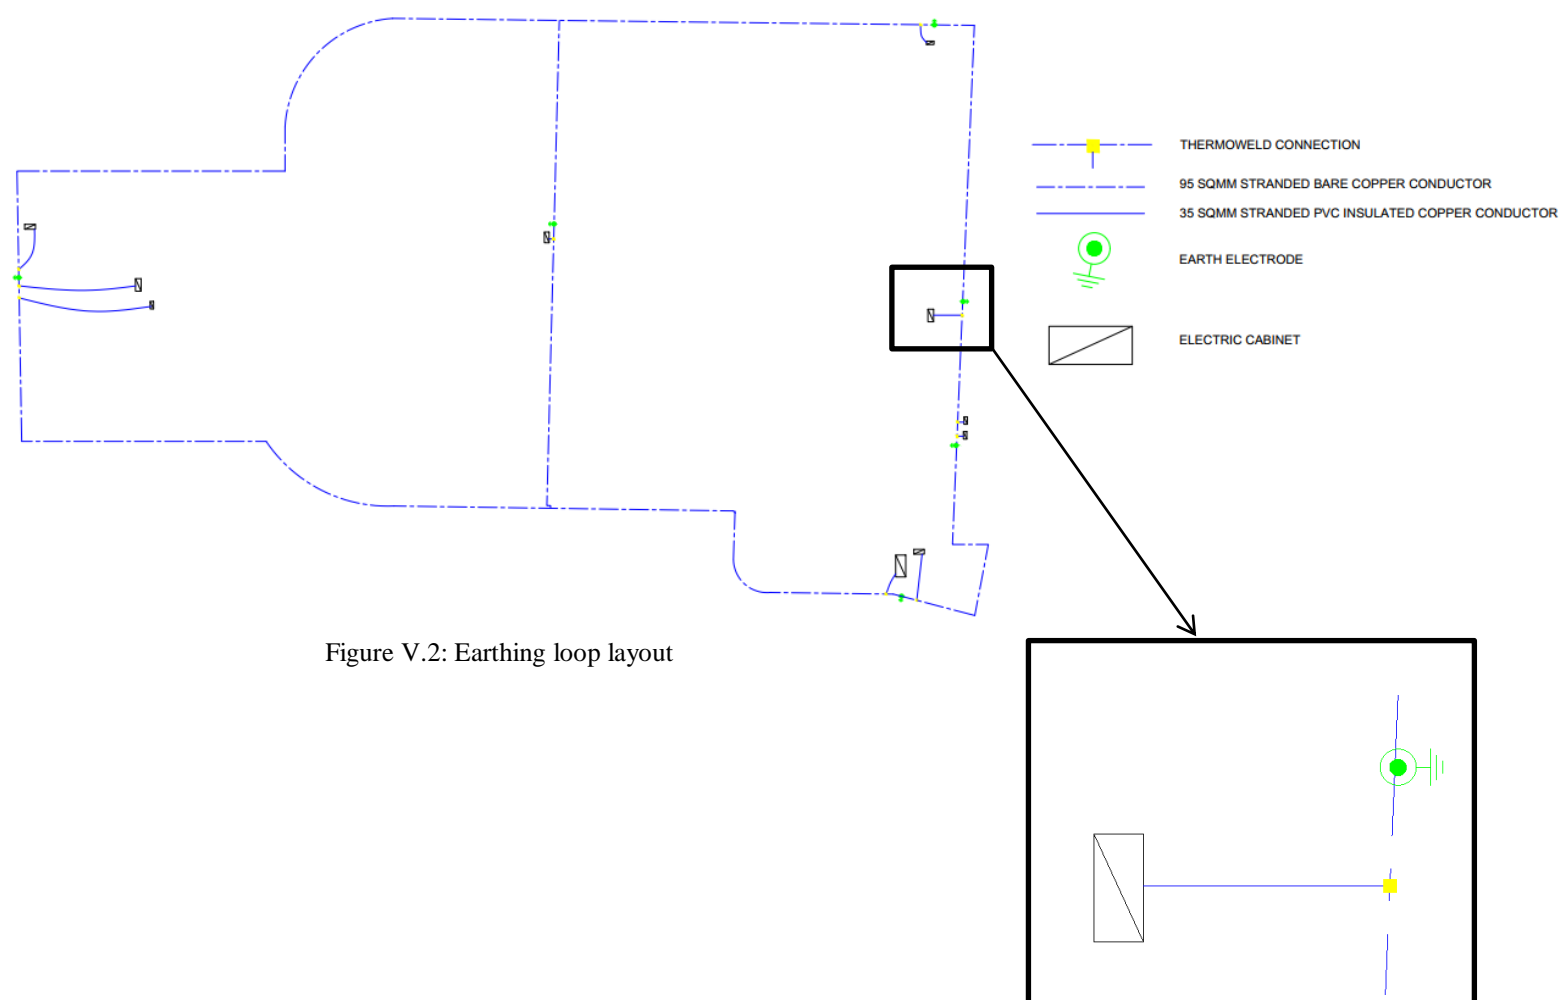 THERMOWELD CONNECTION
95 SQMM STRANDED BARE COPPER CONDUCTOR
35 SQMM STRANDED PVC INSULATED COPPER CONDUCTOR
EARTH ELECTRODE
ELECTRIC CABINET
Figure V.2: Earthing loop layout